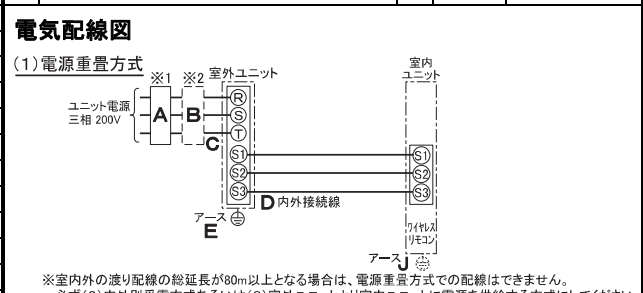 電気配線図
(1)電源重畳方式
※1 ※2 室外ユニット
室内
ユニット
ユニット電源
三相 200V
A B C
R
S
T
S1 S1
S2 S2
S3 S3
D 内外接続線
アース
E
ワイヤレス
リモコン
アース J
※室内外の渡り配線の総延長が80m以上となる場合は、電源重畳方式での配線はできません。